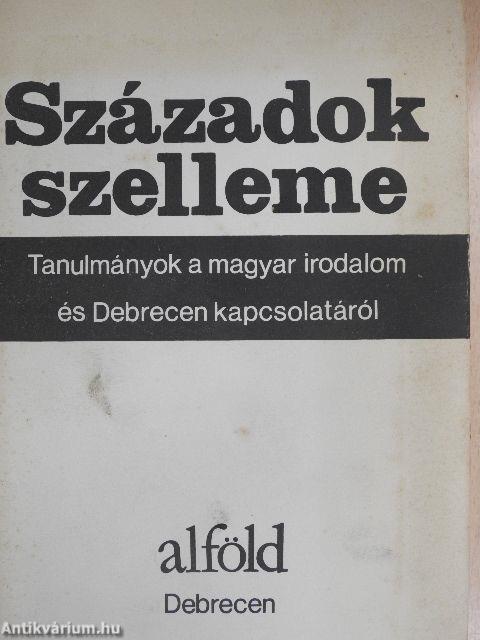 Századok
szelleme
Tanulmányok a magyar irodalom
és Debrecen kapcsolatáról
alföld
Debrecen
Antikvárium.hu